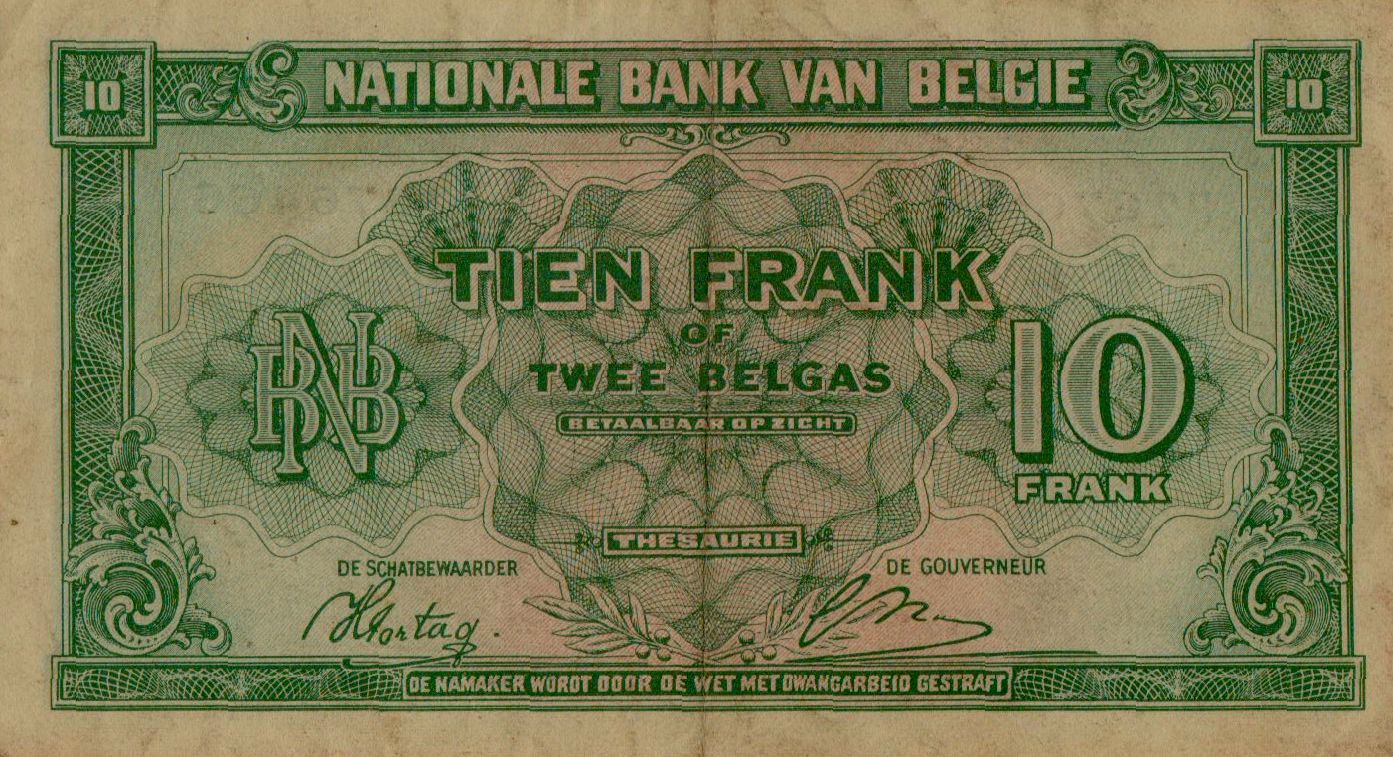 10 NATIONALE BANK VAN BELGIE 10
TIEN FRANK
OF
TWEE BELGAS
BETAALBAAR OP ZICHT
BNB
10
FRANK
THESAURIE
DE SCHATBEWAARDER
DE GOUVERNEUR
DE NAMAKER WORDT DOOR DE WET MET DWANGARBEID GESTRAFT